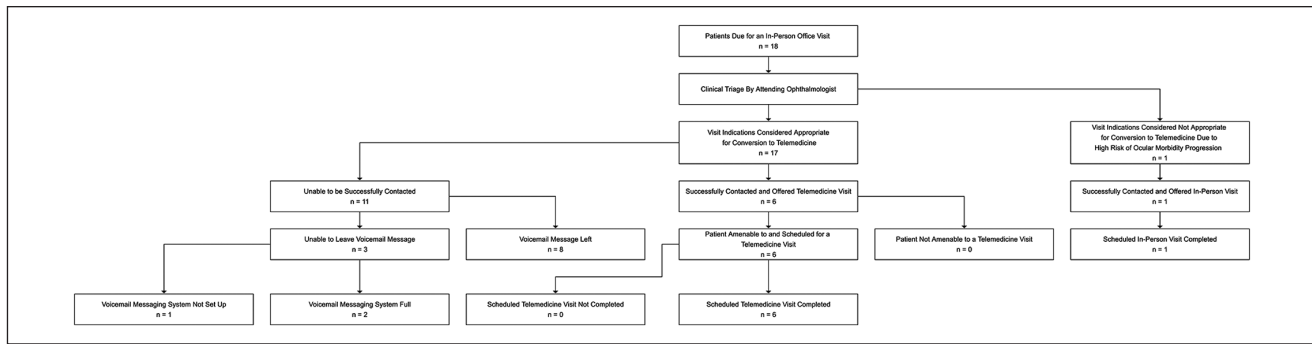 Patients Due for an In-Person Office Visit
n = 18
Clinical Triage By Attending Ophthalmologist
Visit Indications Considered Appropriate
for Conversion to Telemedicine
n = 17
Visit Indications Considered Not Appropriate
for Conversion to Telemedicine Due to
High Risk of Ocular Morbidity Progression
n = 1
Unable to be Successfully Contacted
n = 11
Successfully Contacted and Offered Telemedicine Visit
n = 6
Successfully Contacted and Offered In-Person Visit
n = 1
Unable to Leave Voicemail Message
n = 3
Voicemail Message Left
n = 8
Patient Amenable to and Scheduled for a
Telemedicine Visit
n = 6
Patient Not Amenable to a Telemedicine Visit
n = 0
Scheduled In-Person Visit Completed
n = 1
Voicemail Messaging System Not Set Up
n = 1
Voicemail Messaging System Full
n = 2
Scheduled Telemedicine Visit Not Completed
n = 0
Scheduled Telemedicine Visit Completed
n = 6